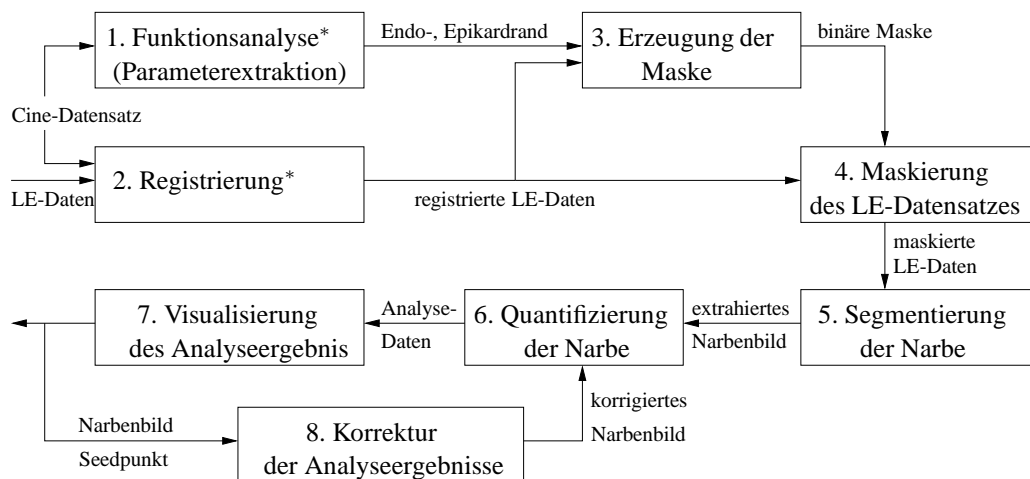 1. Funktionsanalyse*
(Parameterextraktion)
Endo-, Epikardrand
3. Erzeugung der
Maske
binäre Maske
Cine-Datensatz
2. Registrierung*
LE-Daten
registrierte LE-Daten
4. Maskierung
des LE-Datensatzes
maskierte
LE-Daten
5. Segmentierung
der Narbe
extrahiertes
Narbenbild
6. Quantifizierung
der Narbe
Analyse-
Daten
7. Visualisierung
des Analyseergebnis
Narbenbild
Seedpunkt
8. Korrektur
der Analyseergebnisse
korrigiertes
Narbenbild